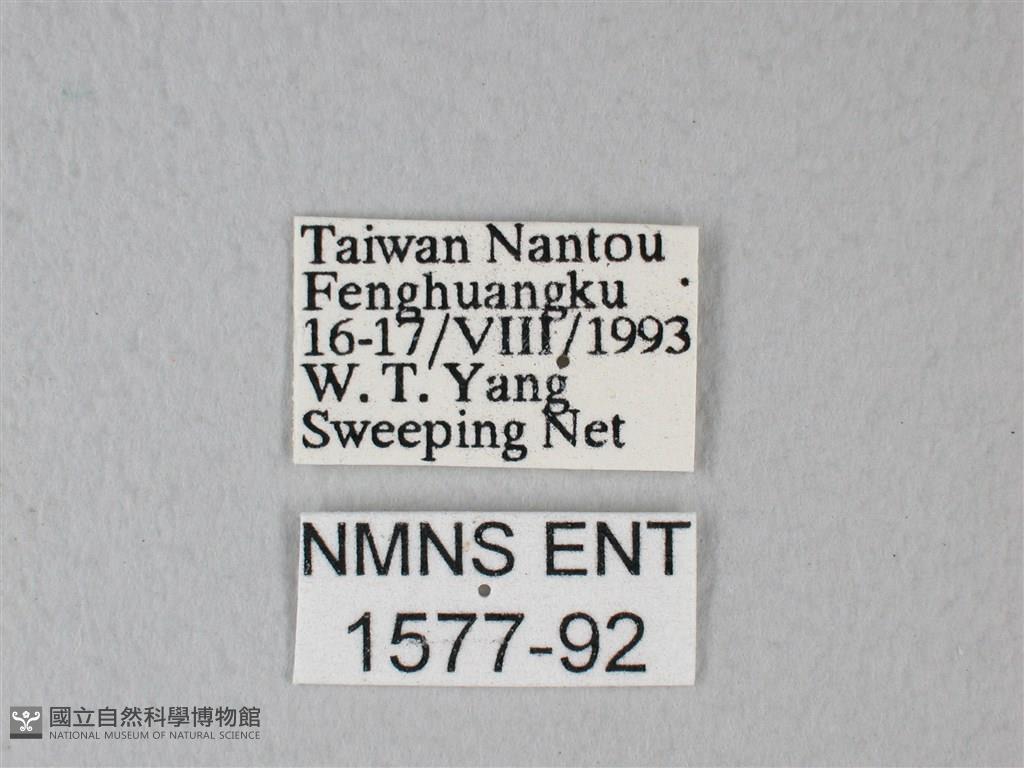 Taiwan Nantou
Fenghuangku
16-17/VIII/1993
W. T. Yang
Sweeping Net
NMNS ENT
1577-92
國立自然科學博物館
NATIONAL MUSEUM OF NATURAL SCIENCE